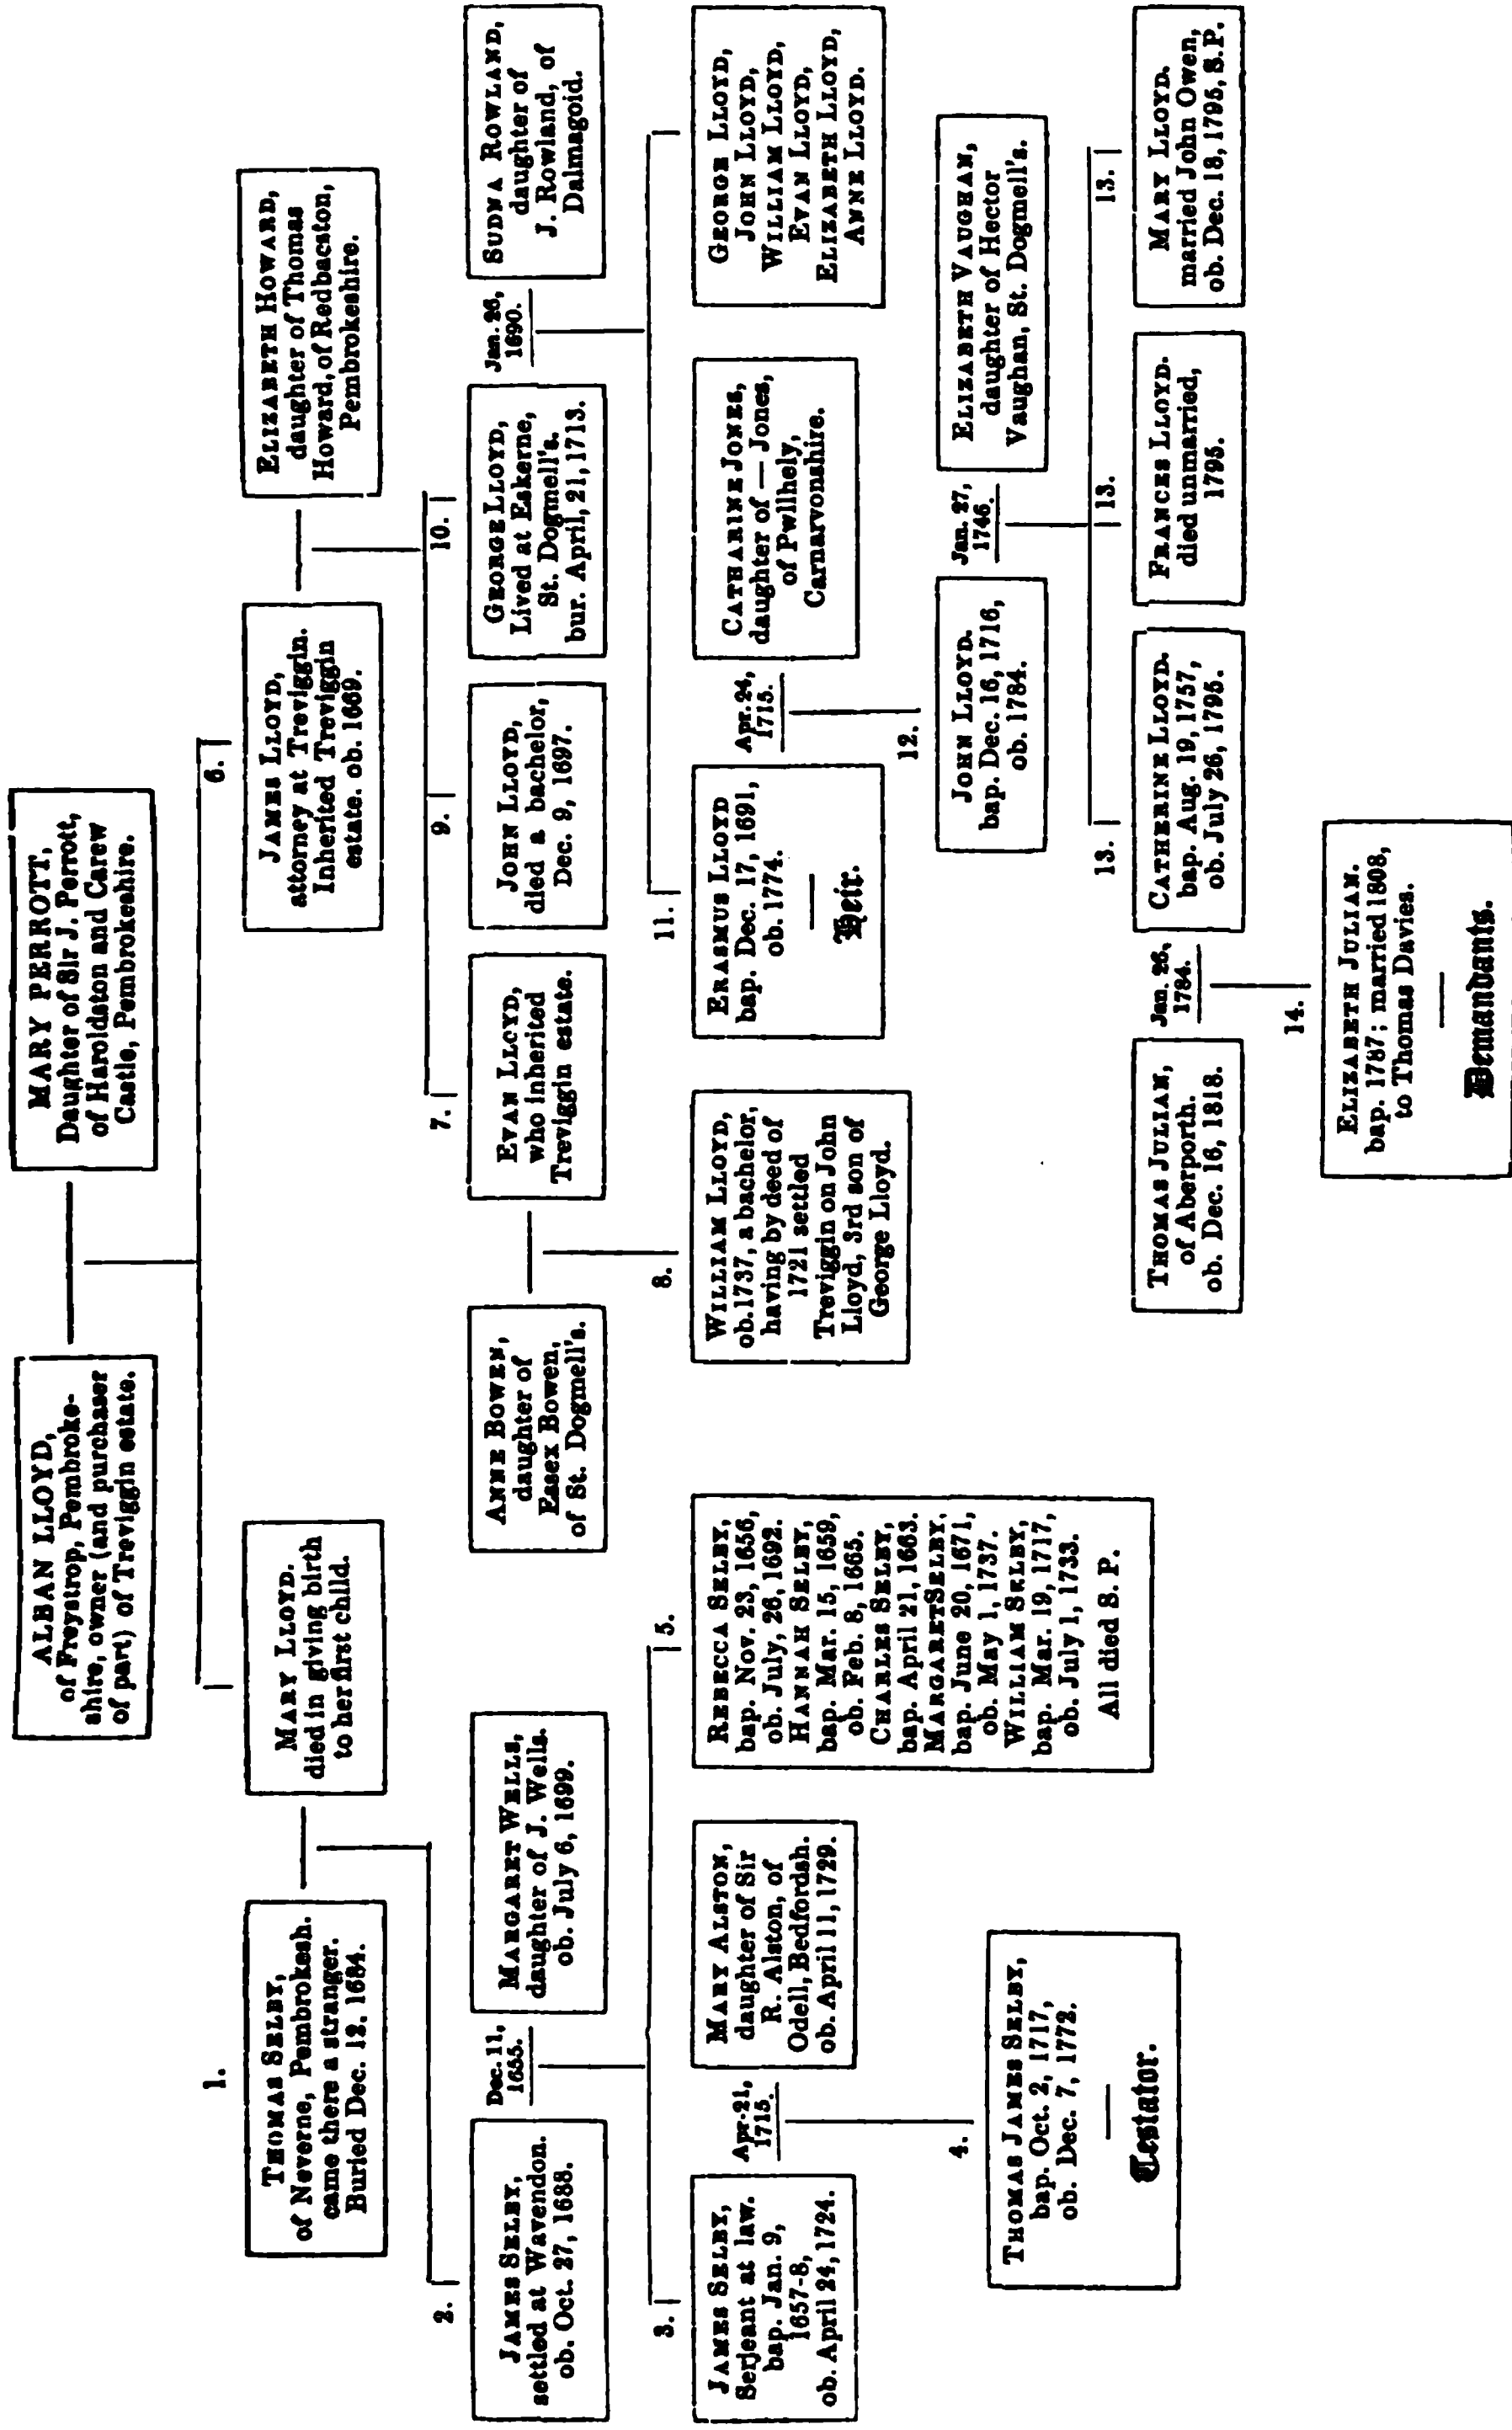 ALBAN LLOYD,
of Freystrop, Pembroke-
shire, owner (and purchaser
of part) of Treviggin estate.
MARY PERROTT,
Daughter of Sir J. Perrott,
of Haroldston and Carew
Castle, Pembrokeshire.
1.
THOMAS SELBY,
of Neverne, Pembrokesh.
came there a stranger.
Buried Dec. 12. 1684.
MARY LLOYD.
died in giving birth
to her first child.
6.
JAMES LLOYD,
attorney at Treviggin.
Inherited Treviggin
estate. ob. 1669.
ELIZABETH HOWARD,
daughter of Thomas
Howard, of Redbacston,
Pembrokeshire.
2.
JAMES SELBY,
settled at Wavendon.
ob. Oct. 27, 1688.
Dec. 11,
1655.
MARGARET WELLS,
daughter of J. Wells.
ob. July 6, 1699.
ANNE BOWEN,
daughter of
Essex Bowen,
of St. Dogmell's.
7.
EVAN LLCYD,
who inherited
Treviggin estate.
9.
JOHN LLOYD,
died a bachelor,
Dec. 9, 1697.
10.
GEORGE LLOYD,
Lived at Eskerne,
St. Dogmell's.
bur. April, 21, 1713.
Jan. 26,
1690.
SUDNA ROWLAND,
daughter of
J. Rowland, of
Dalmagoid.
3.
JAMES SELBY,
Serjeant at law.
bap. Jan. 9,
1657-8,
ob. April 24, 1724.
Apr. 21,
1715.
MARY ALSTON,
daughter of Sir
R. Alston, of
Odell, Bedfordsh.
ob. April 11, 1729.
5.
REBECCA SELBY,
bap. Nov. 23, 1656,
ob. July, 26, 1692.
HANNAH SELBY,
bap. Mar. 15, 1659,
ob. Feb. 8, 1665.
CHARLES SELBY,
bap. April 21, 1663.
MARGARET SELBY,
bap. June 20, 1671,
ob. May 1, 1737.
WILLIAM SELBY,
bap. Mar. 19, 1717,
ob. July 1, 1733.
All died S. P.
8.
WILLIAM LLOYD,
ob. 1737, a bachelor,
having by deed of
1721 settled
Treviggin on John
Lloyd, 3rd son of
George Lloyd.
11.
ERASMUS LLOYD
bap. Dec. 17, 1691,
ob. 1774.
Heir.
Apr. 24,
1715.
CATHARINE JONES,
daughter of — Jones,
of Pwllhely,
Carnarvonshire.
GEORGE LLOYD,
JOHN LLOYD,
WILLIAM LLOYD,
EVAN LLOYD,
ELIZABETH LLOYD,
ANNE LLOYD.
4.
THOMAS JAMES SELBY,
bap. Oct. 2, 1717,
ob. Dec. 7, 1772.
Testator.
12.
JOHN LLOYD.
bap. Dec. 16, 1716,
ob. 1784.
Jan. 27,
1746.
ELIZABETH VAUGHAN,
daughter of Hector
Vaughan, St. Dogmell's.
THOMAS JULIAN,
of Aberporth.
ob. Dec. 16, 1818.
Jan. 26,
1784.
13.
CATHERINE LLOYD.
bap. Aug. 19, 1757,
ob. July 26, 1795.
13.
FRANCES LLOYD.
died unmarried,
1795.
13.
MARY LLOYD.
married John Owen,
ob. Dec. 18, 1795, S.P.
14.
ELIZABETH JULIAN.
bap. 1787; married 1808,
to Thomas Davies.
Demandants.